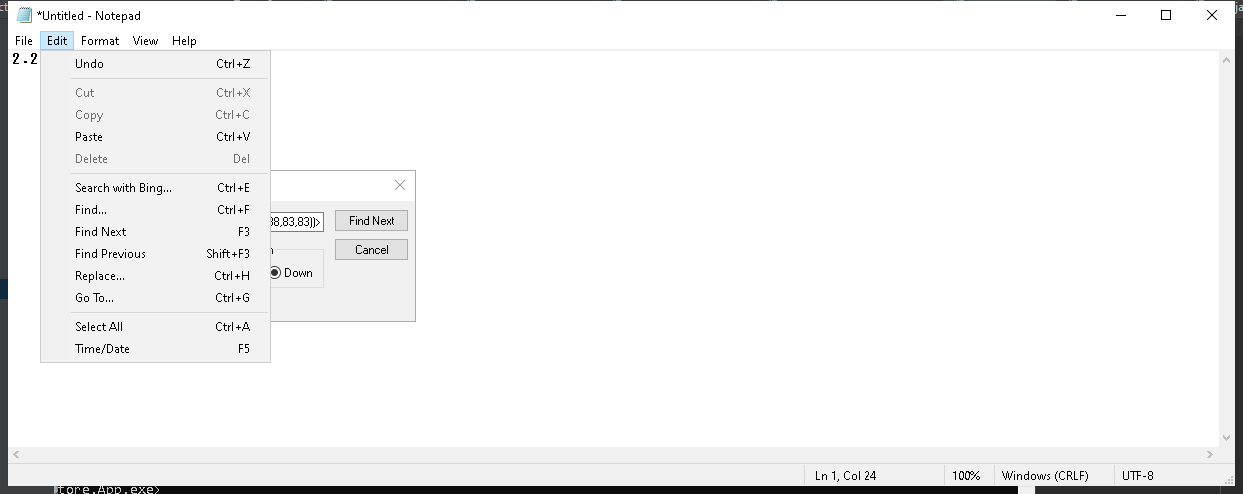 *Untitled - Notepad
File Edit Format View Help
2.2
Undo Ctrl+Z
Cut Ctrl+X
Copy Ctrl+C
Paste Ctrl+V
Delete Del
Search with Bing... Ctrl+E
Find... Ctrl+F
Find Next F3
Find Previous Shift+F3
Replace... Ctrl+H
Go To... Ctrl+G
Select All Ctrl+A
Time/Date F5
38,83,83))> Find Next
Cancel
Down
Ln 1, Col 24 100% Windows (CRLF) UTF-8
tore.App.exe>